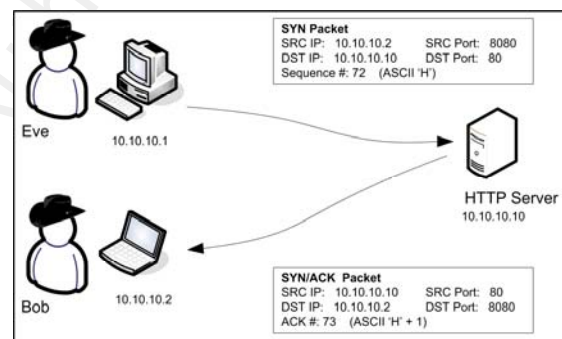 SYN Packet
SRC IP: 10.10.10.2 SRC Port: 8080
DST IP: 10.10.10.10 DST Port: 80
Sequence #: 72 (ASCII 'H')
Eve
10.10.10.1
HTTP Server
10.10.10.10
Bob
10.10.10.2
SYN/ACK Packet
SRC IP: 10.10.10.10 SRC Port: 80
DST IP: 10.10.10.2 DST Port: 8080
ACK #: 73 (ASCII 'H' + 1)